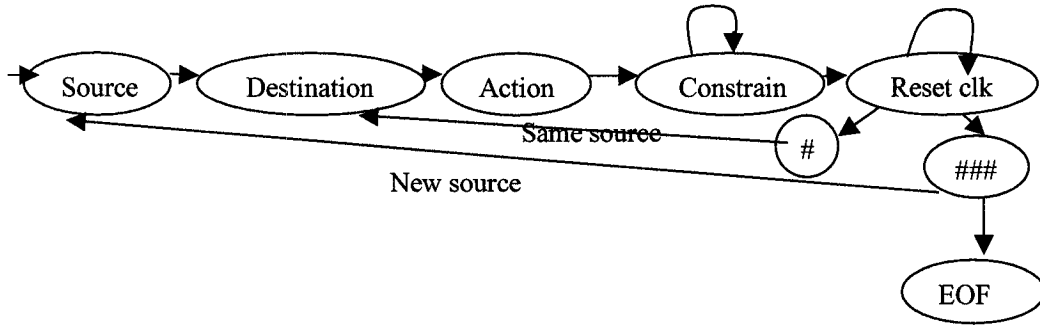 Source
Destination
Action
Constrain
Reset clk
Same source
#
###
New source
EOF